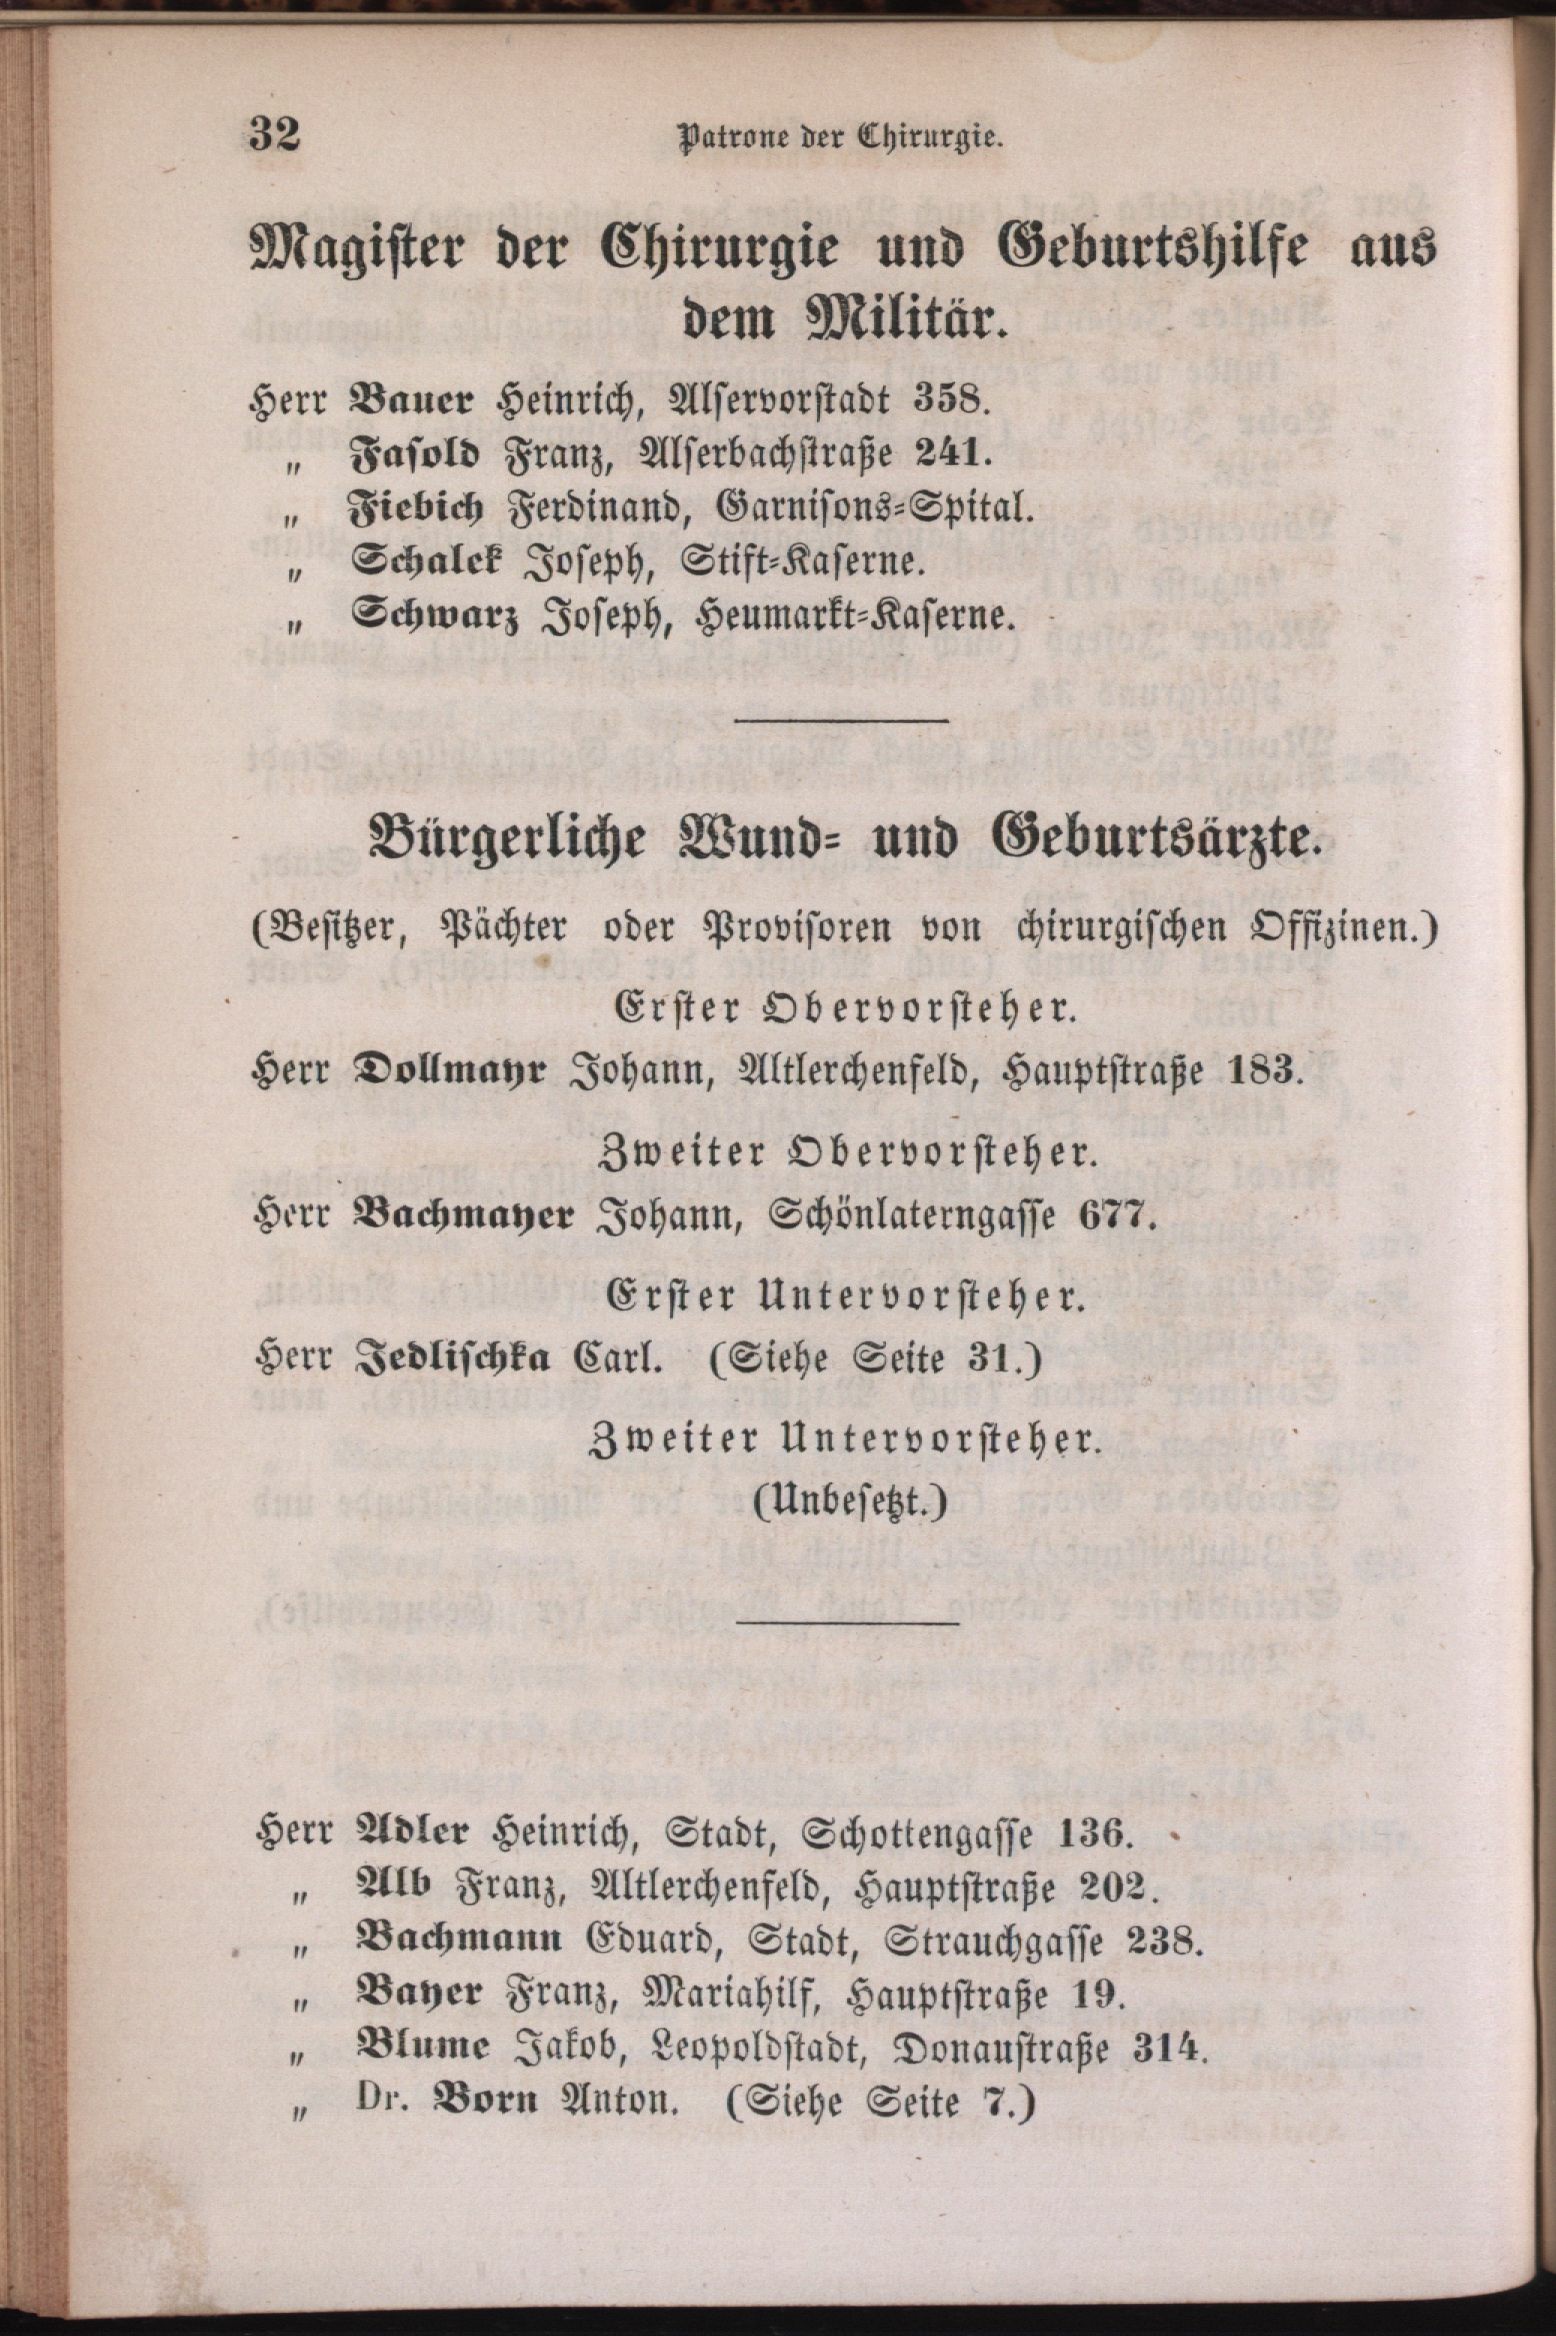 32
Patrone der Chirurgie.
Magister der Chirurgie und Geburtshilfe aus
dem Militär.
Herr Bauer Heinrich, Alservorstadt 358.
„ Fasold Franz, Alserbachstraße 241.
„ Fiebich Ferdinand, Garnisons-Spital.
„ Schalek Joseph, Stift-Kaserne.
„ Schwarz Joseph, Heumarkt-Kaserne.
Bürgerliche Wund- und Geburtsärzte.
(Besitzer, Pächter oder Provisoren von chirurgischen Offizinen.)
Erster Obervorsteher.
Herr Dollmayr Johann, Altlerchenfeld, Hauptstraße 183.
Zweiter Obervorsteher.
Herr Bachmayer Johann, Schönlaterngasse 677.
Erster Untervorsteher.
Herr Jedlischka Carl. (Siehe Seite 31.)
Zweiter Untervorsteher.
(Unbesetzt.)
Herr Adler Heinrich, Stadt, Schottengasse 136.
„ Alb Franz, Altlerchenfeld, Hauptstraße 202.
„ Bachmann Eduard, Stadt, Strauchgasse 238.
„ Bayer Franz, Mariahilf, Hauptstraße 19.
„ Blume Jakob, Leopoldstadt, Donaustraße 314.
„ Dr. Born Anton. (Siehe Seite 7.)